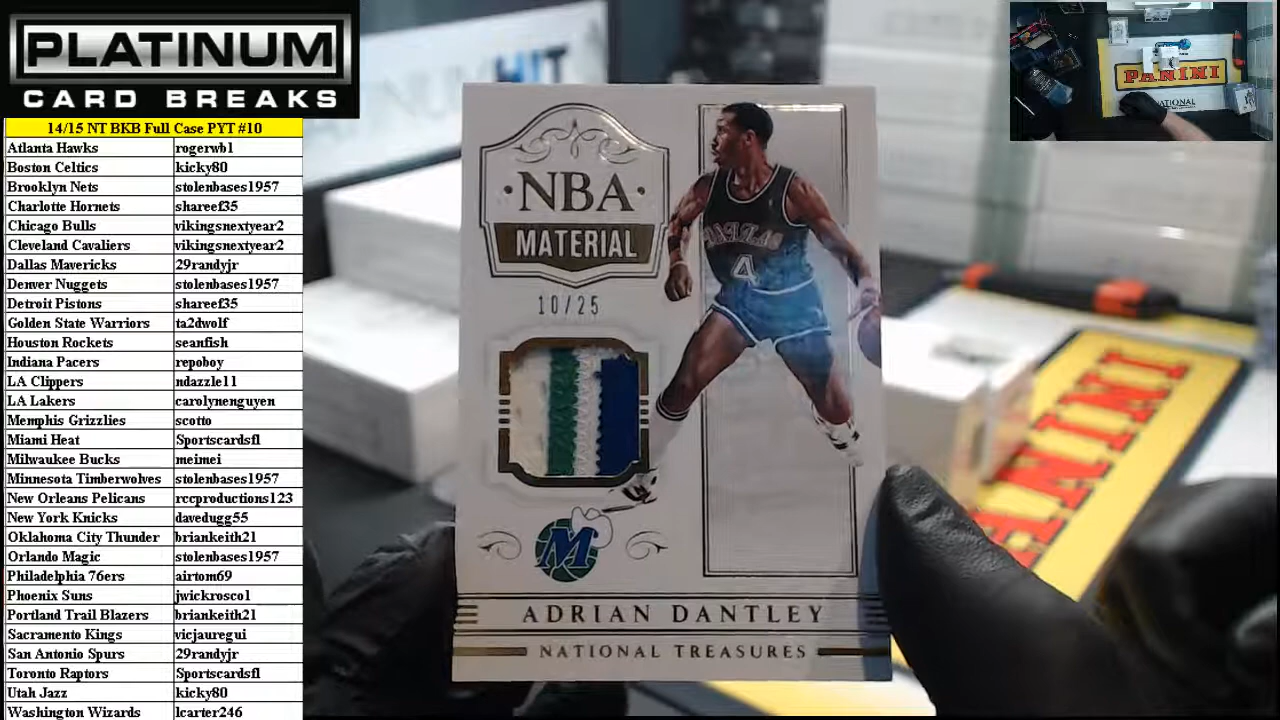 PLATINUM
CARD BREAKS
14/15 NT BKB Full Case PYT #10
Atlanta Hawks rogerwb1
Boston Celtics kicky80
Brooklyn Nets stolenbases1957
Charlotte Hornets shareef35
Chicago Bulls vikingsnextyear2
Cleveland Cavaliers vikingsnextyear2
Dallas Mavericks 29randyjr
Denver Nuggets stolenbases1957
Detroit Pistons shareef35
Golden State Warriors ta2dwolf
Houston Rockets seanfish
Indiana Pacers repoboy
LA Clippers ndazzle11
LA Lakers carolynenguyen
Memphis Grizzlies scotto
Miami Heat Sportscardsfl
Milwaukee Bucks meimei
Minnesota Timberwolves stolenbases1957
New Orleans Pelicans rccproductions123
New York Knicks davedugg55
Oklahoma City Thunder briankeith21
Orlando Magic stolenbases1957
Philadelphia 76ers airtom69
Phoenix Suns jwickrosco1
Portland Trail Blazers briankeith21
Sacramento Kings vicjauregui
San Antonio Spurs 29randyjr
Toronto Raptors Sportscardsfl
Utah Jazz kicky80
Washington Wizards lcarter246
HIT
NBA
MATERIAL
10/25
DALLAS
4
M
ADRIAN DANTLEY
NATIONAL TREASURES
PANINI
NATIONAL